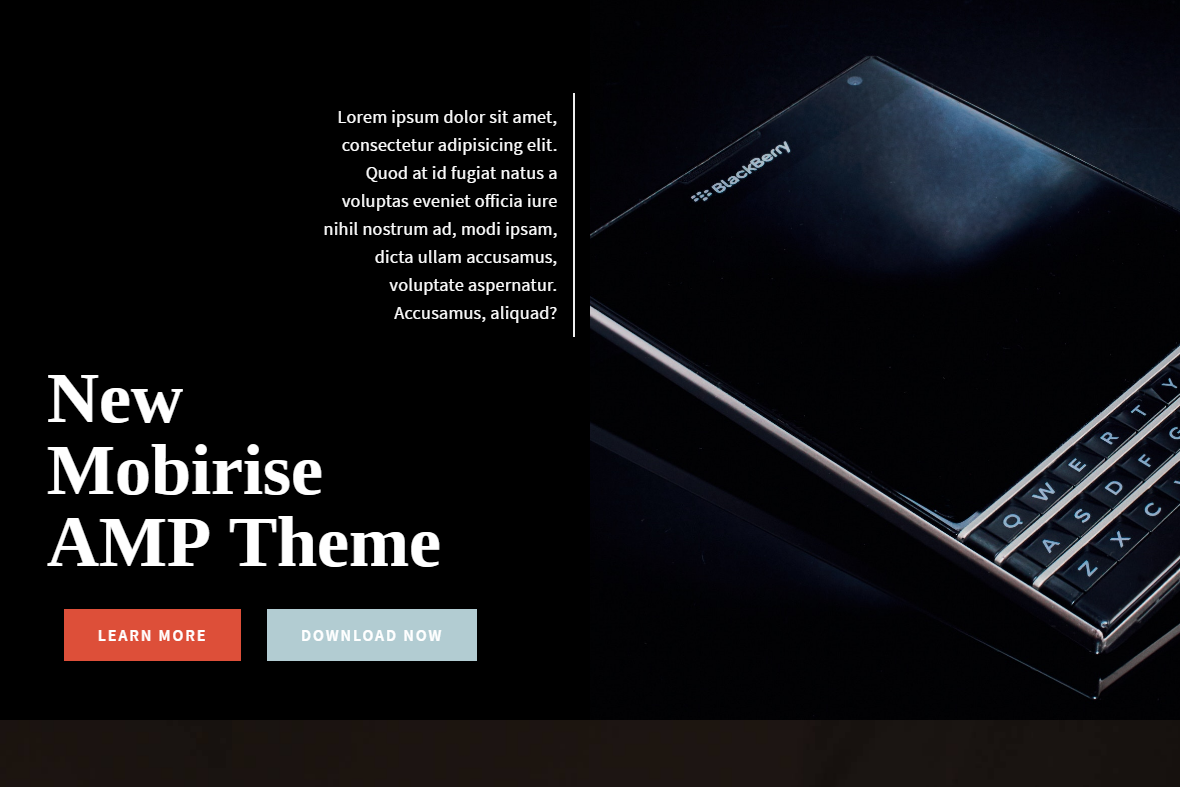 Lorem ipsum dolor sit amet,
consectetur adipisicing elit.
Quod at id fugiat natus a
voluptas eveniet officia iure
nihil nostrum ad, modi ipsam,
dicta ullam accusamus,
voluptate aspernatur.
Accusamus, aliquad?
New
Mobirise
AMP Theme
LEARN MORE
DOWNLOAD NOW
BlackBerry
Q W E R T Y
A S D F G
Z X C